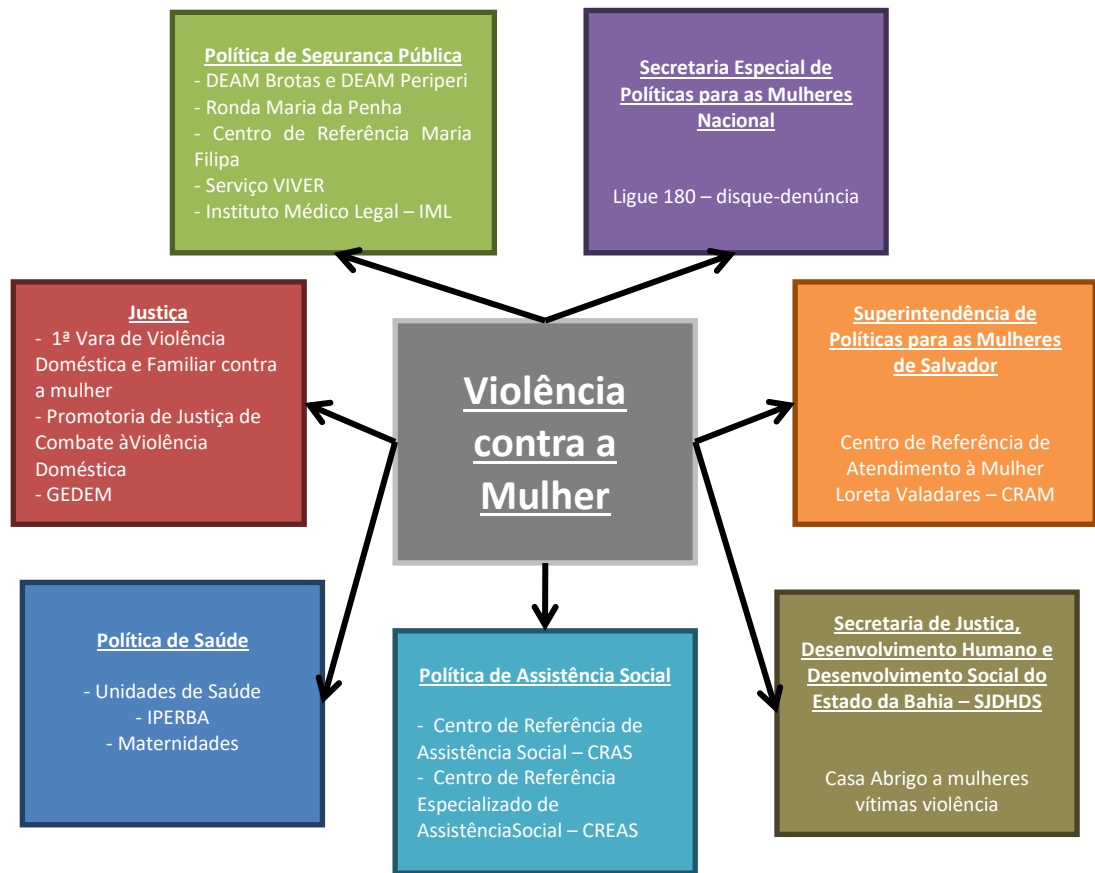 Política de Segurança Pública
- DEAM Brotas e DEAM Periperi
- Ronda Maria da Penha
- Centro de Referência Maria
Filipa
- Serviço VIVER
- Instituto Médico Legal – IML
Secretaria Especial de
Políticas para as Mulheres
Nacional
Ligue 180 – disque-denúncia
Justiça
- 1ª Vara de Violência
Doméstica e Familiar contra
a mulher
- Promotoria de Justiça de
Combate àViolência
Doméstica
- GEDEM
Violência
contra a
Mulher
Superintendência de
Políticas para as Mulheres
de Salvador
Centro de Referência de
Atendimento à Mulher
Loreta Valadares – CRAM
Política de Saúde
- Unidades de Saúde
- IPERBA
- Maternidades
Política de Assistência Social
- Centro de Referência de
Assistência Social – CRAS
- Centro de Referência
Especializado de
AssistênciaSocial – CREAS
Secretaria de Justiça,
Desenvolvimento Humano e
Desenvolvimento Social do
Estado da Bahia – SJDHDS
Casa Abrigo a mulheres
vítimas violência